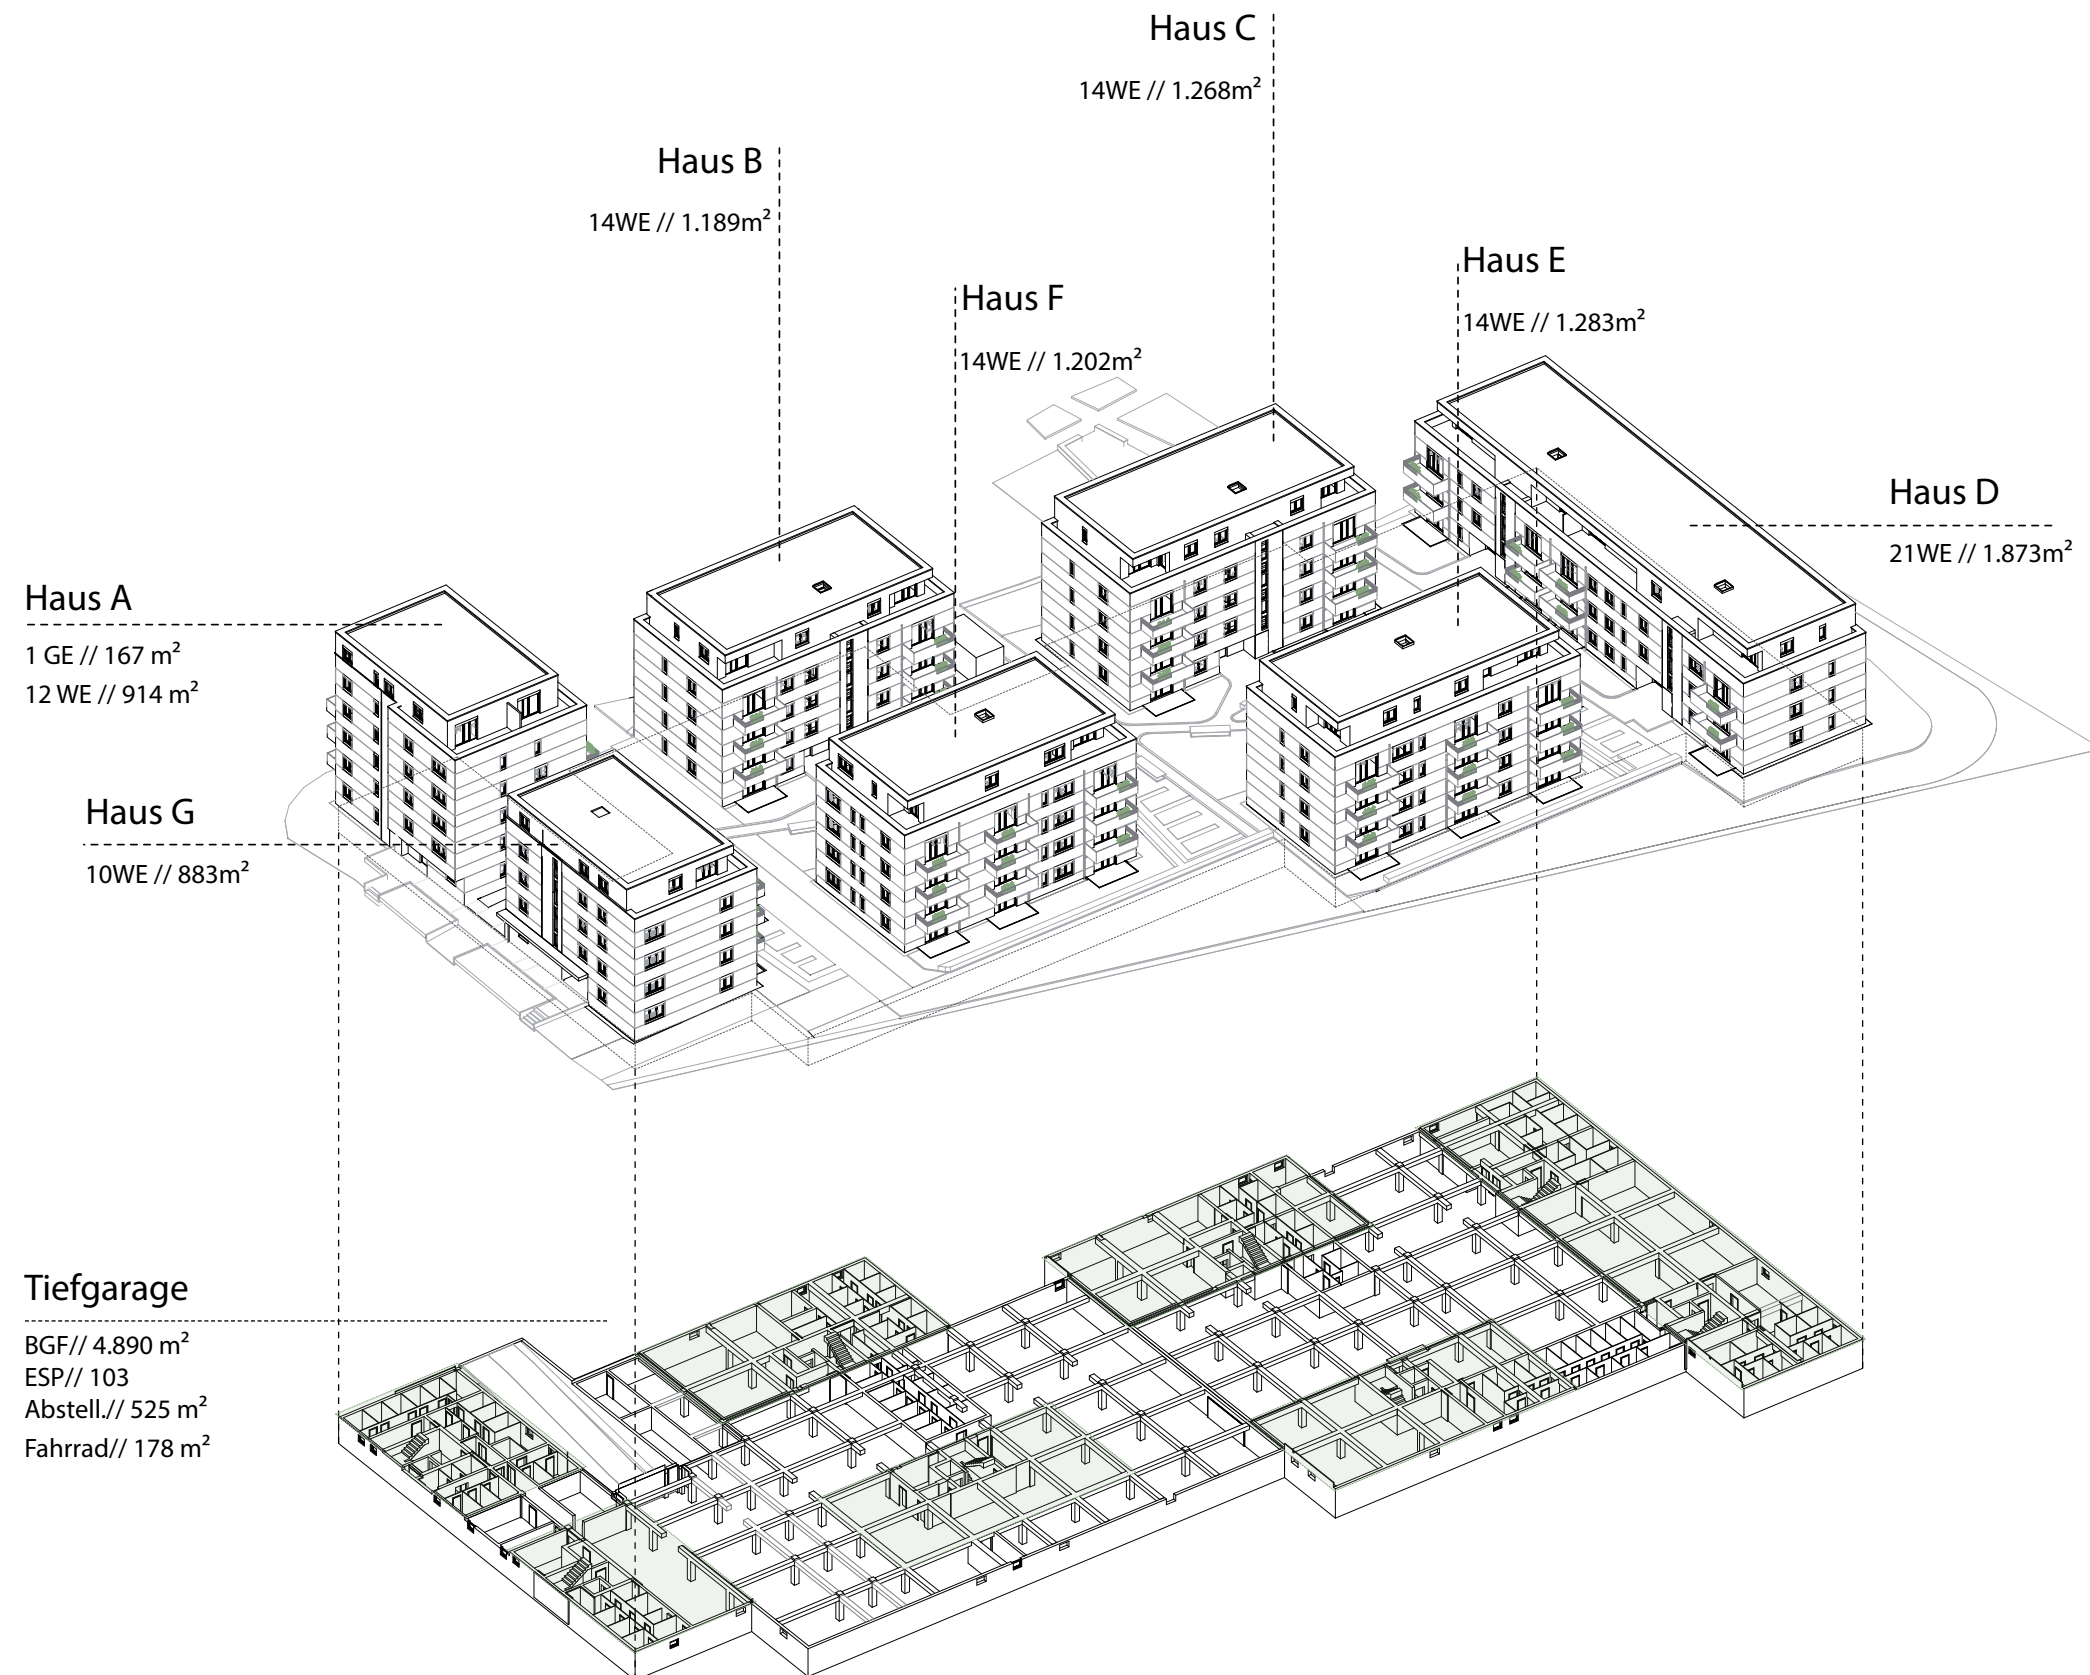 Haus C
14WE // 1.268m²
Haus B
14WE // 1.189m²
Haus E
14WE // 1.283m²
Haus F
14WE // 1.202m²
Haus D
21WE // 1.873m²
Haus A
1 GE // 167 m²
12 WE // 914 m²
Haus G
10WE // 883m²
Tiefgarage
BGF// 4.890 m²
ESP// 103
Abstell.// 525 m²
Fahrrad// 178 m²